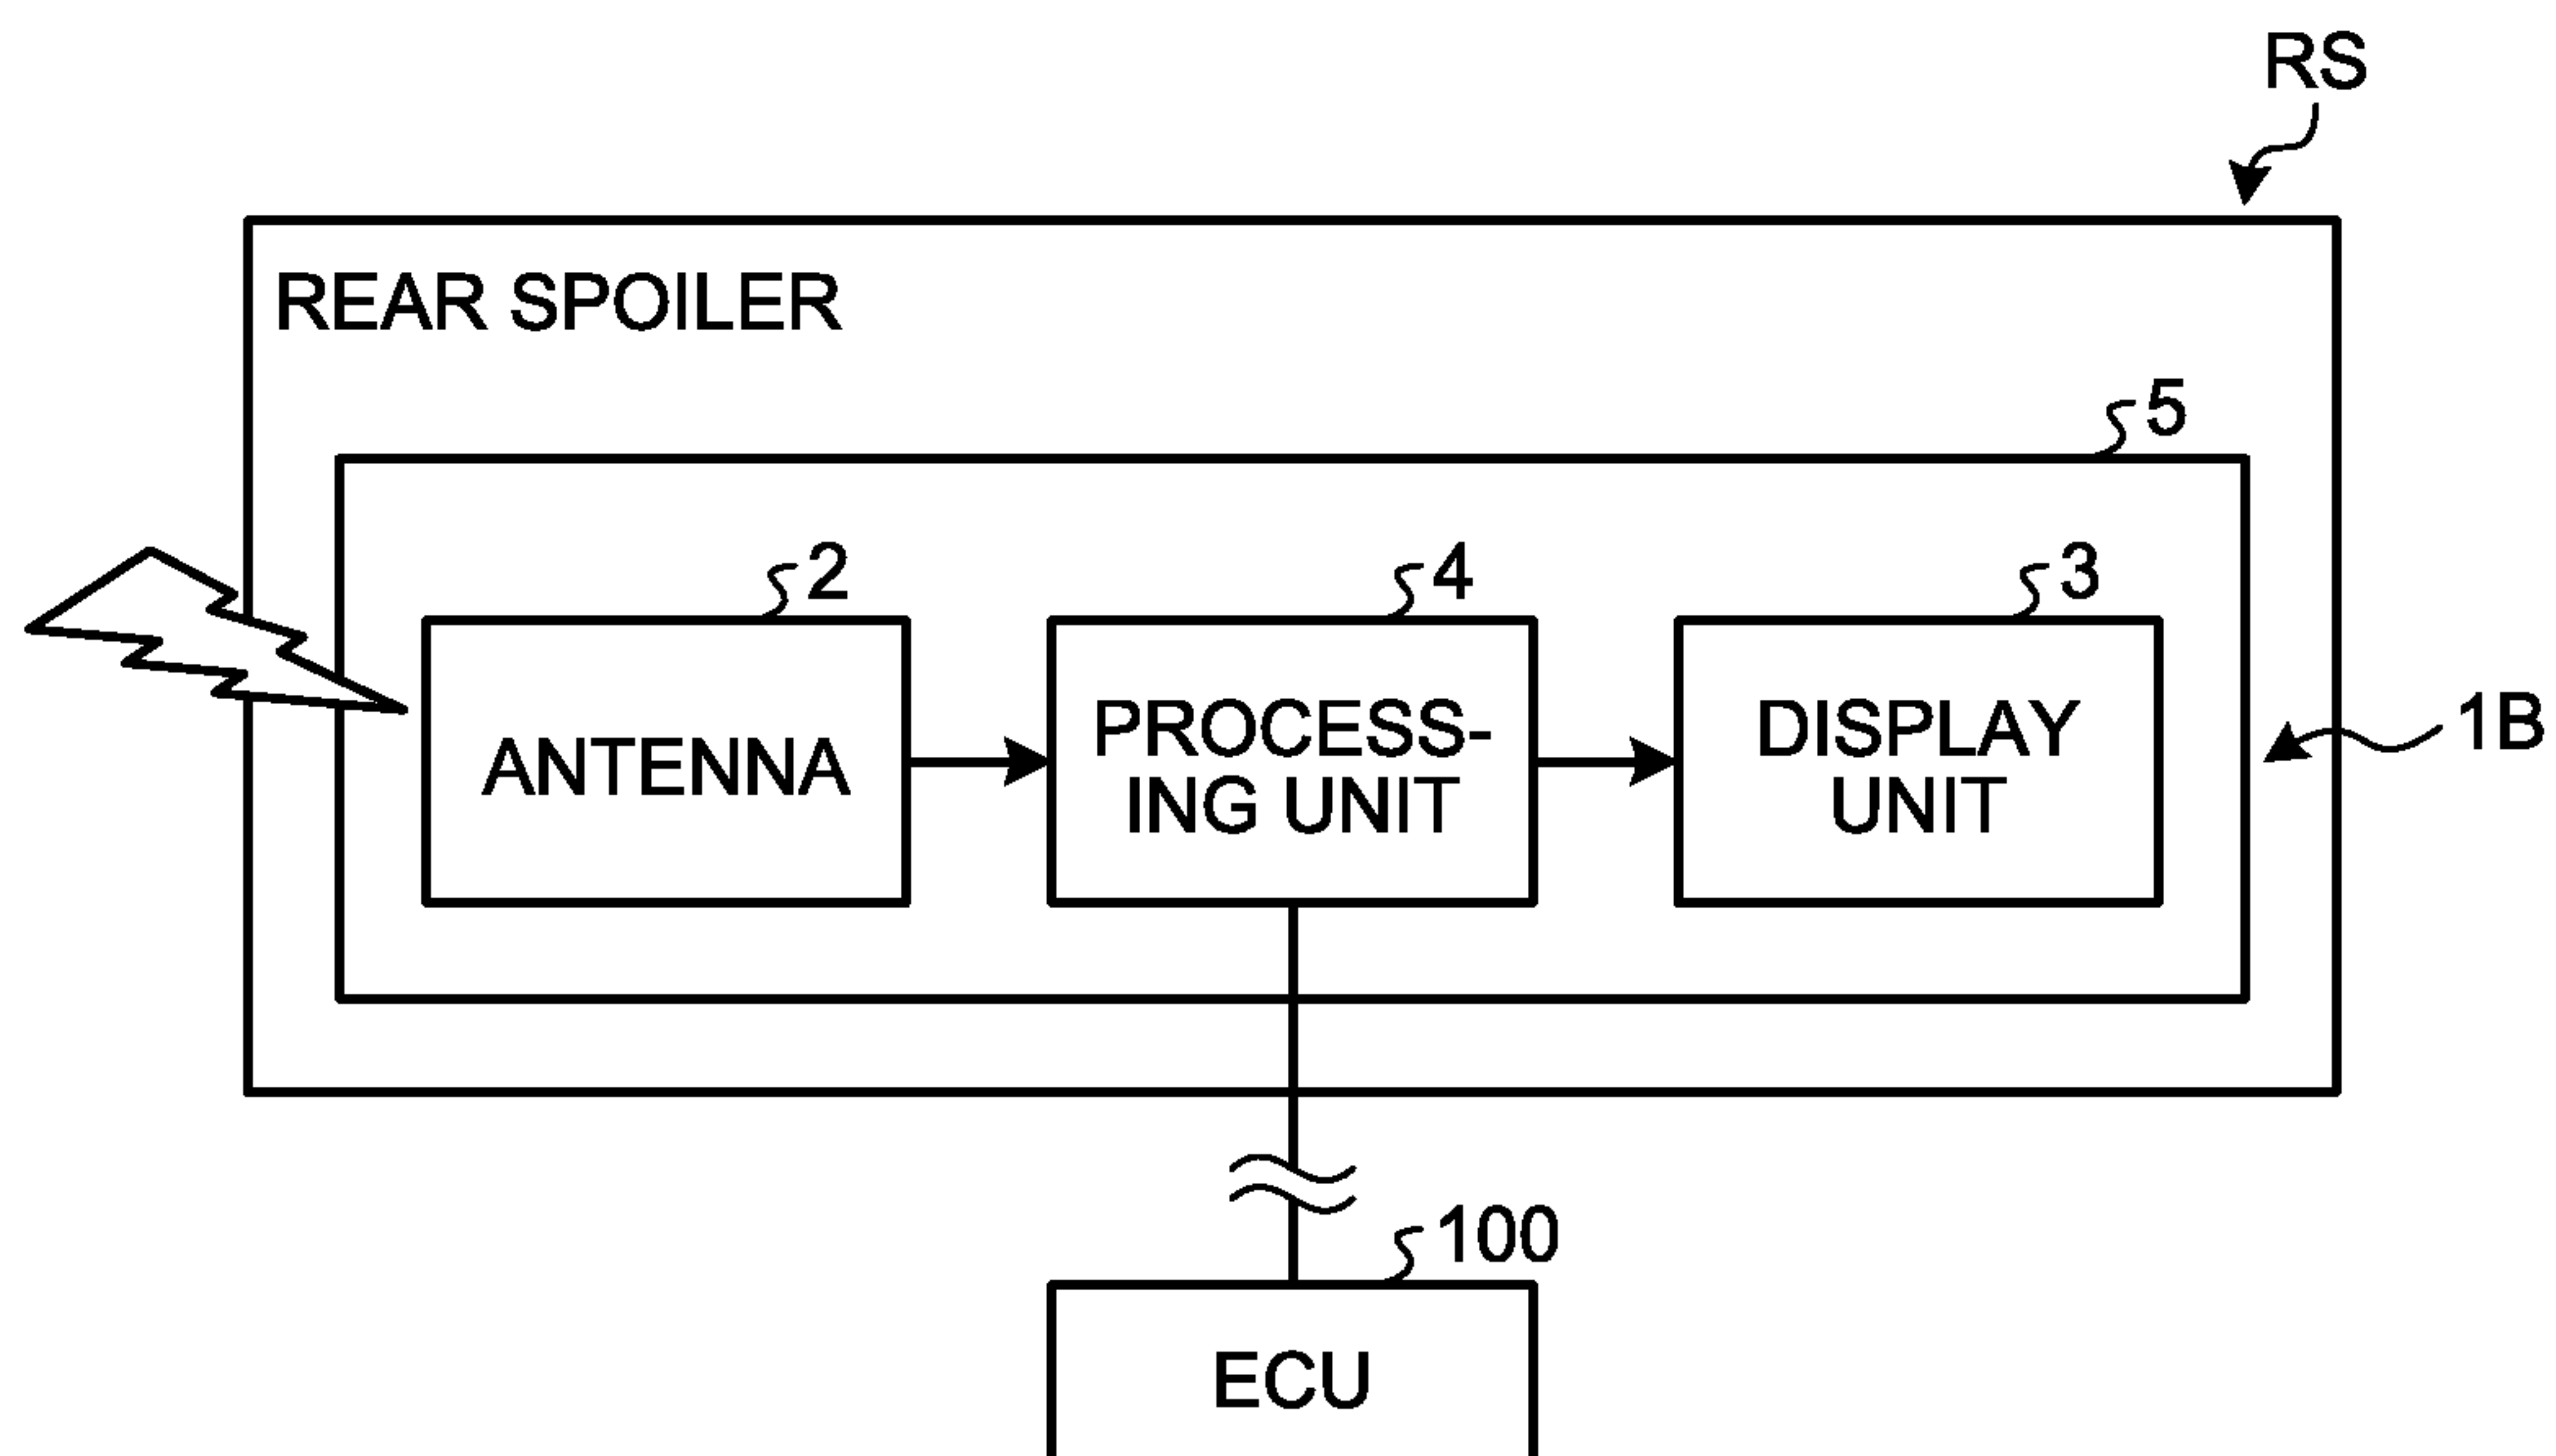 RS
REAR SPOILER
5
2
4
3
ANTENNA
PROCESS-
ING UNIT
DISPLAY
UNIT
1B
100
ECU